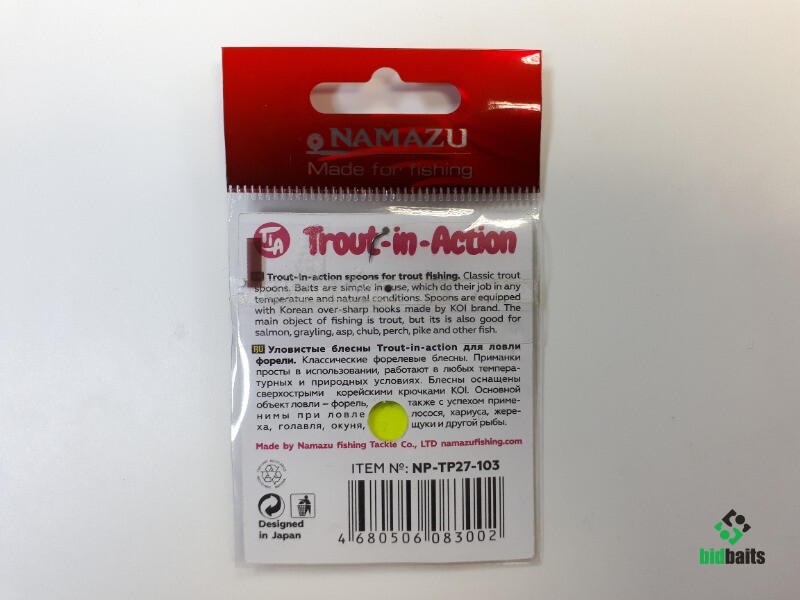 NAMAZU
Made for fishing
TIA Trout-in-Action
Trout-in-action spoons for trout fishing. Classic trout
spoons. Baits are simple in use, which do their job in any
temperature and natural conditions. Spoons are equipped
with Korean over-sharp hooks made by KOI brand. The
main object of fishing is trout, but its is also good for
salmon, grayling, asp, chub, perch, pike and other fish.
RU Уловистые блесны Trout-in-action для ловли
форели. Классические форелевые блесны. Приманки
просты в использовании, работают в любых темпера-
турных и природных условиях. Блесны оснащены
сверхострыми корейскими крючками KOI. Основной
объект ловли – форель, также с успехом приме-
нимы при ловле лосося, хариуса, жере-
ха, голавля, окуня, щуки и другой рыбы.
Made by Namazu fishing Tackle Co., LTD namazufishing.com
ITEM №: NP-TP27-103
Designed
in Japan
4 680506 083002
bidbaits